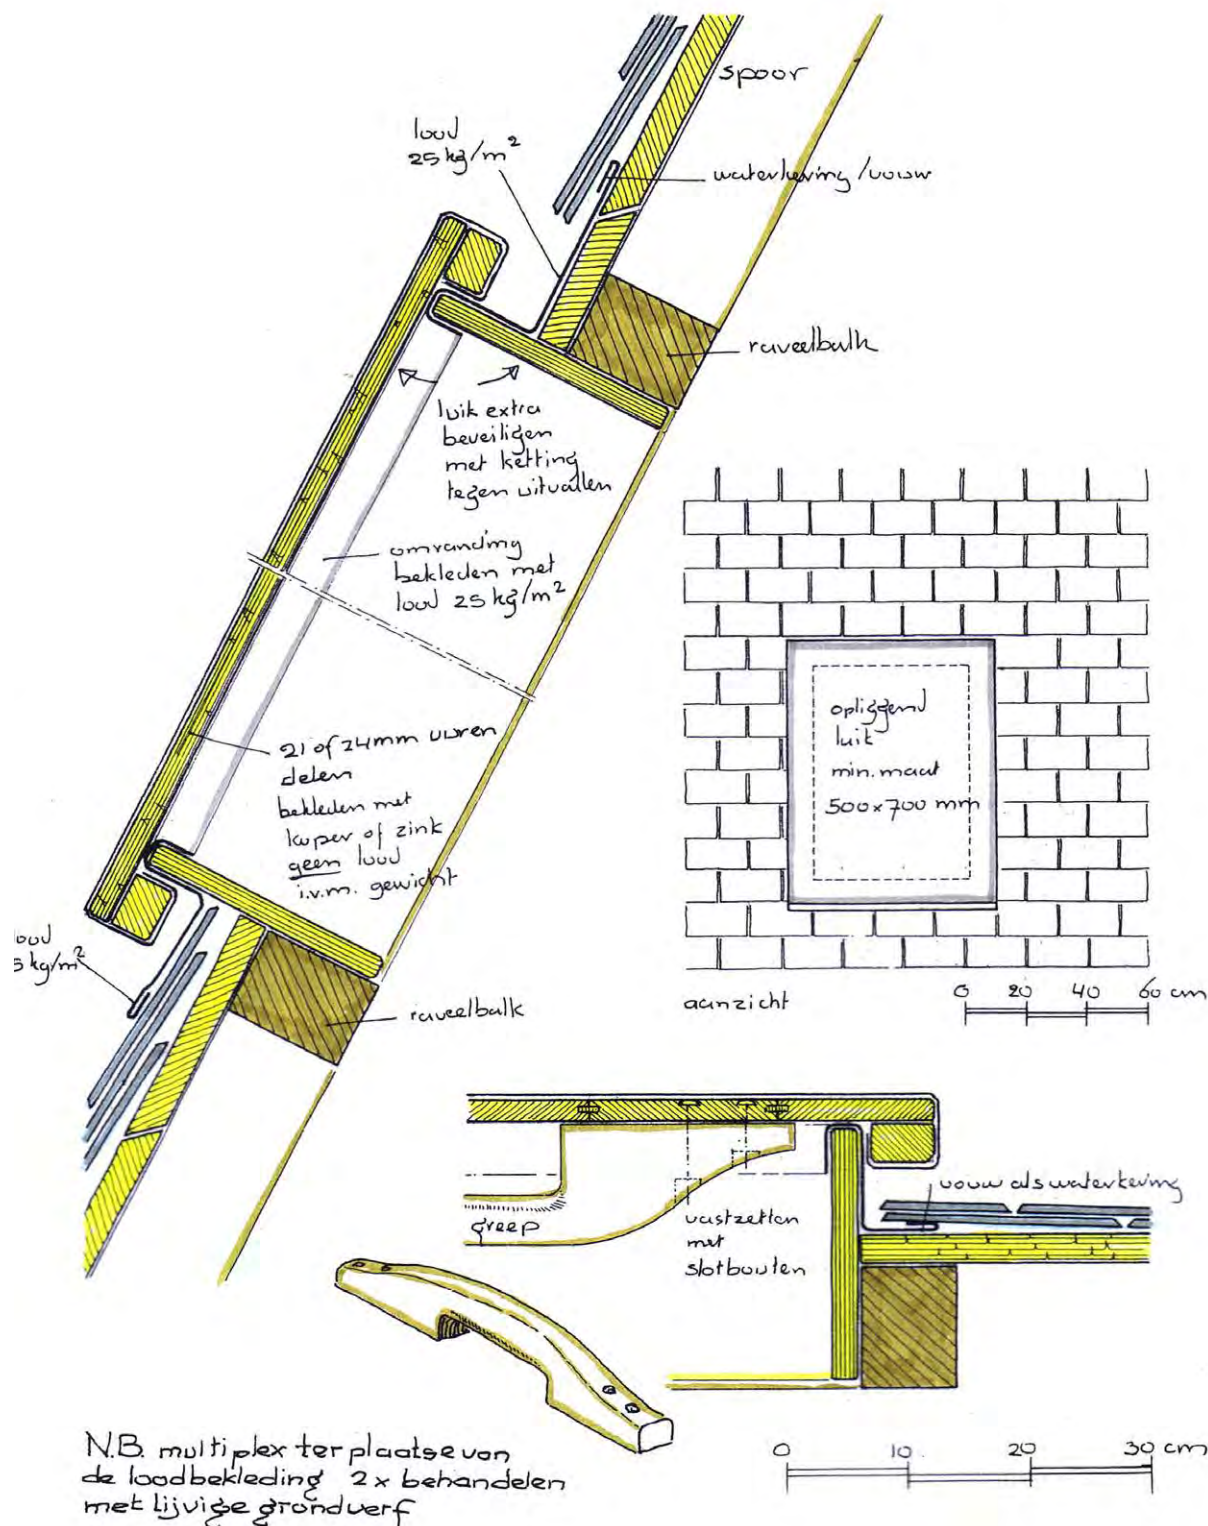 spoor
lood
25 kg/m²
waterkering/vouw
raveelbalk
luik extra
beveiligen
met ketting
tegen uitvallen
omranding
bekleden met
lood 25 kg/m²
21 of 24mm vuren
delen
bekleden met
koper of zink
geen lood
i.v.m. gewicht
opliggend
luik
min. maat
500 x 700 mm
lood
5 kg/m²
raveelbalk
aanzicht
0 20 40 60 cm
vouw als waterkering
greep
vastzetten
met
slotbouten
0 10 20 30 cm
N.B. multiplex ter plaatse van
de loodbekleding 2x behandelen
met lijvige grondverf